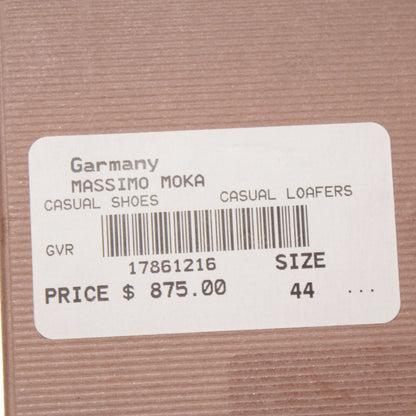 Garmany
MASSIMO MOKA
CASUAL SHOES CASUAL LOAFERS
GVR
17861216 SIZE
PRICE $ 875.00 44 ...